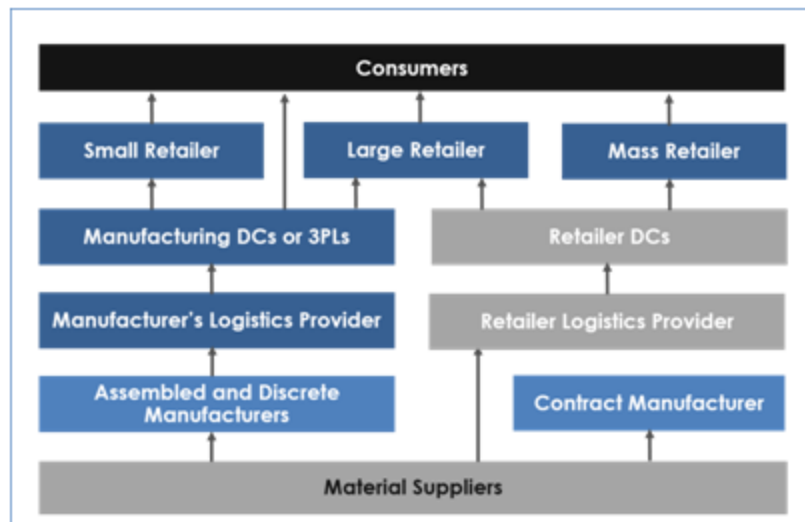 Consumers
Small Retailer
Large Retailer
Mass Retailer
Manufacturing DCs or 3PLs
Retailer DCs
Manufacturer’s Logistics Provider
Retailer Logistics Provider
Assembled and Discrete
Manufacturers
Contract Manufacturer
Material Suppliers